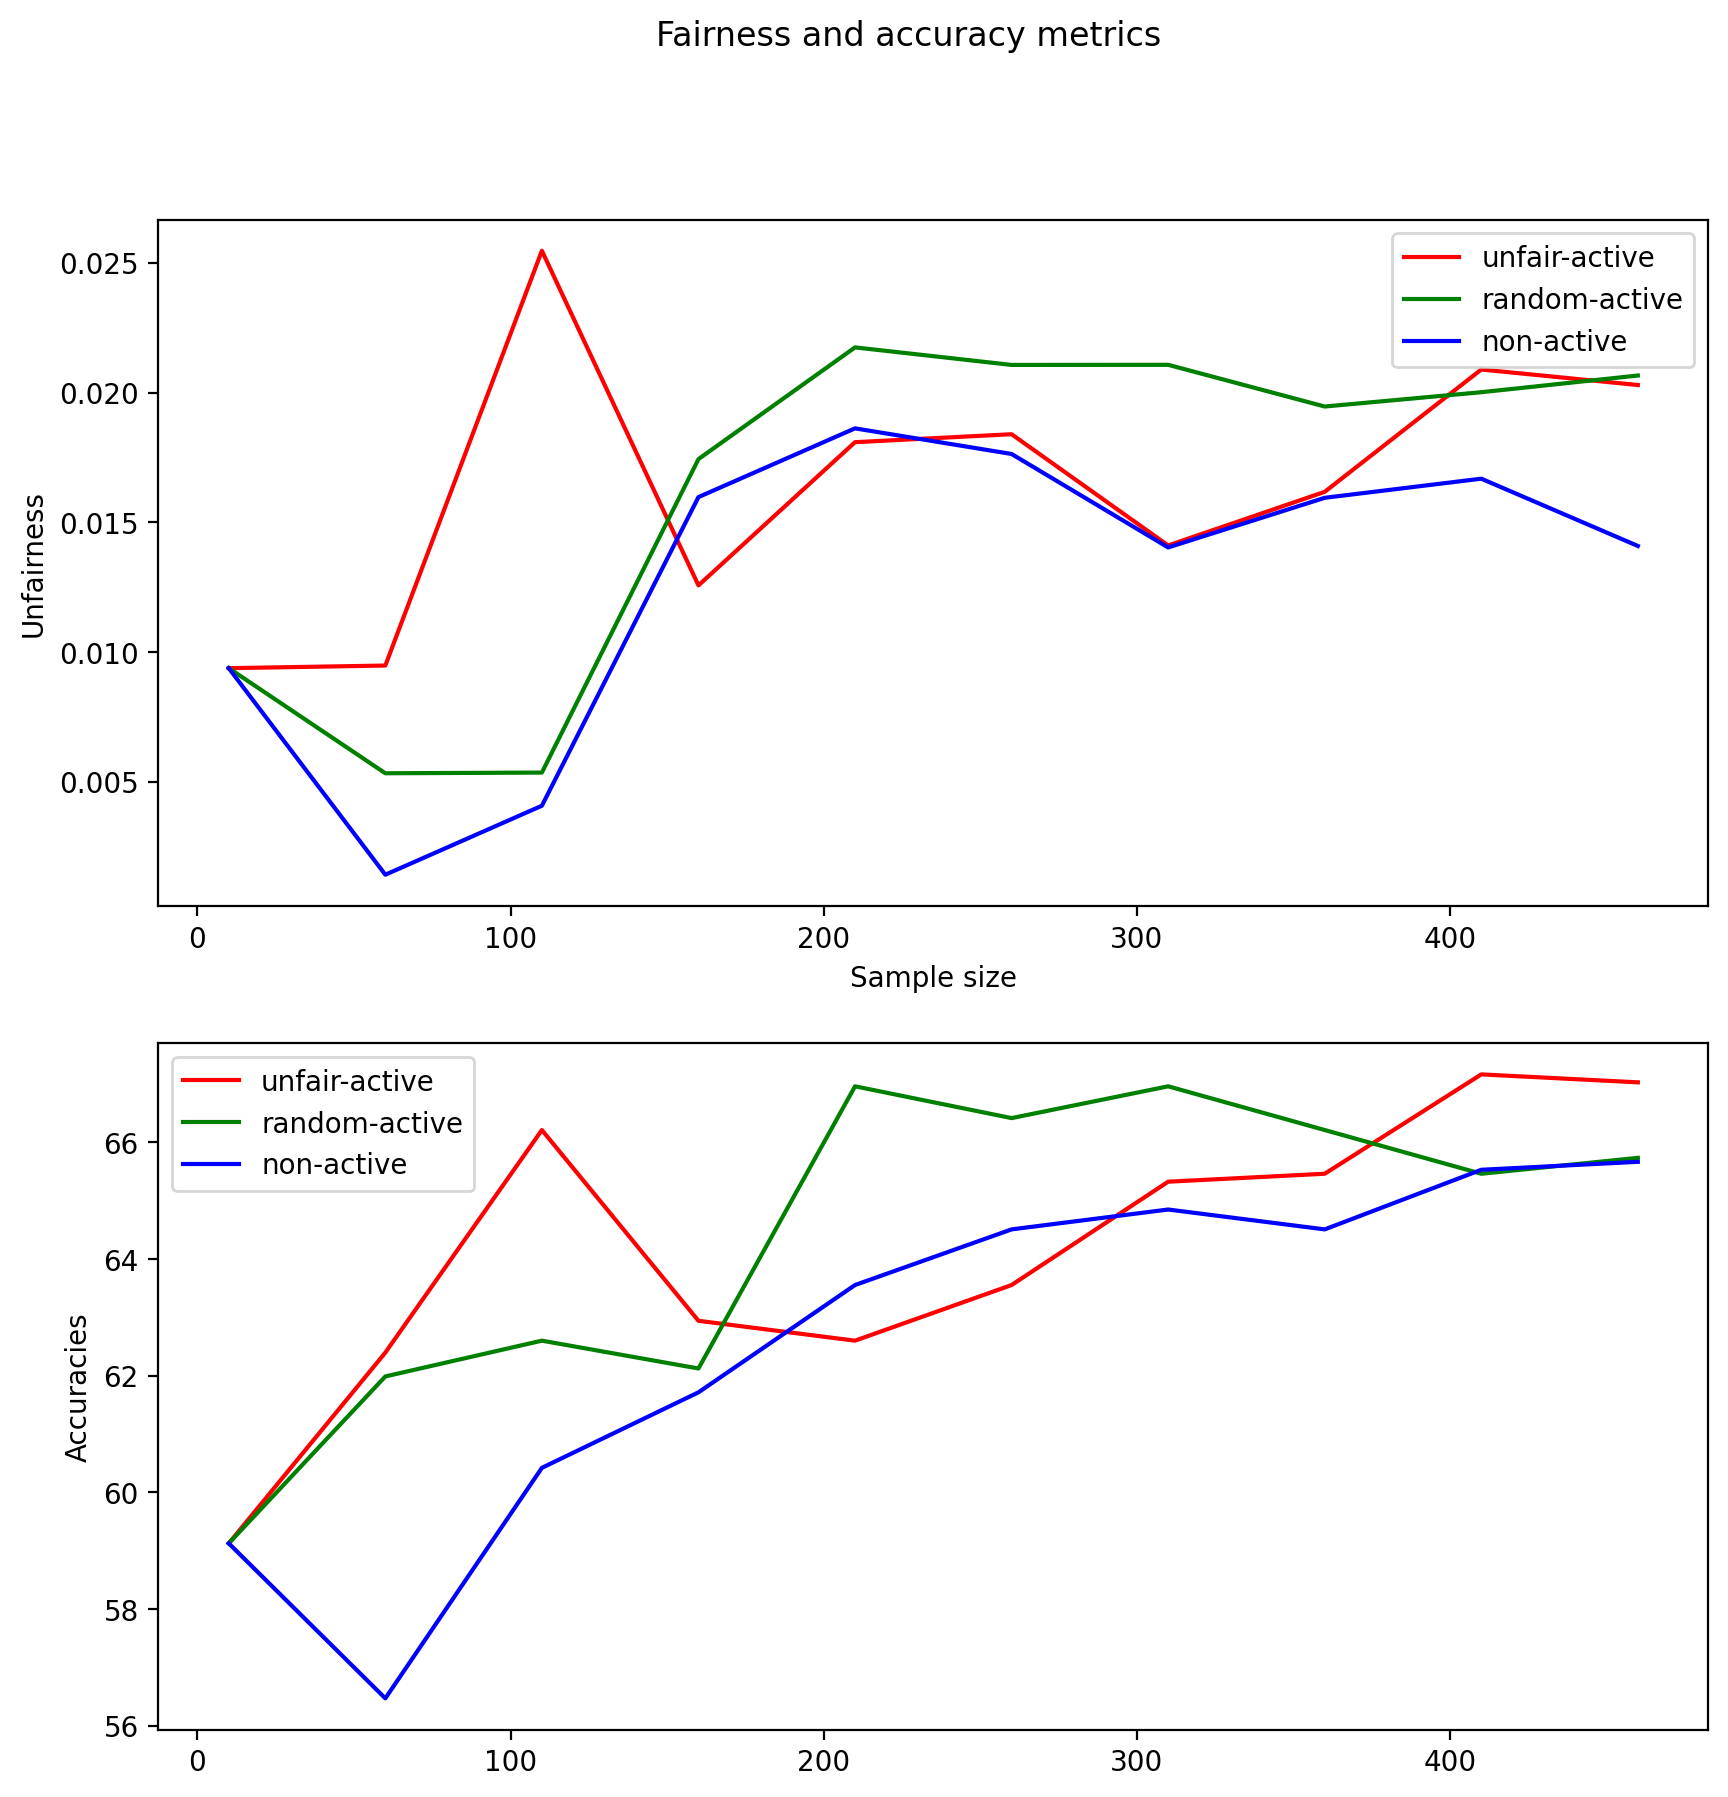 Fairness and accuracy metrics
unfair-active
random-active
non-active
0.025
0.020
0.015
0.010
0.005
Unfairness
0 100 200 300 400
Sample size
unfair-active
random-active
non-active
66
64
62
60
58
56
Accuracies
0 100 200 300 400